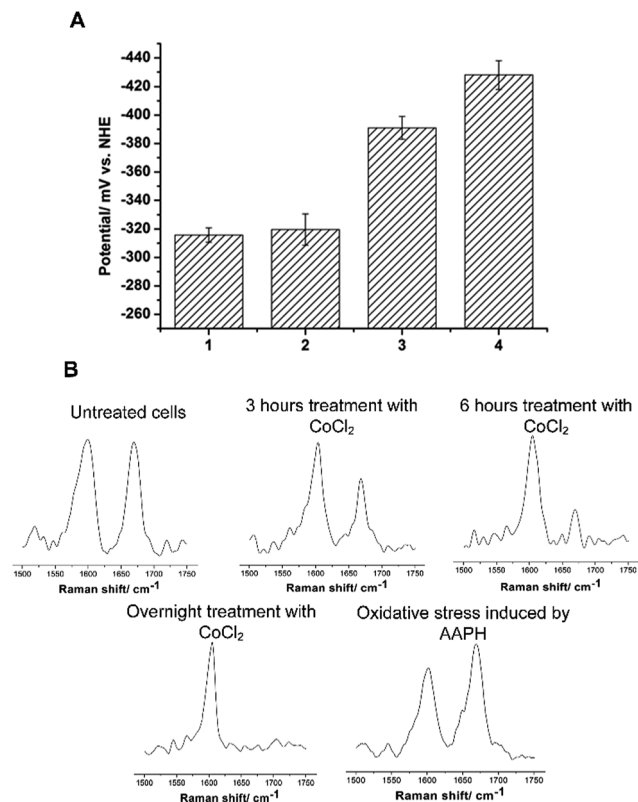 A
Potential/ mV vs. NHE
-440
-420
-400
-380
-360
-340
-320
-300
-280
-260
1 2 3 4
B
Untreated cells
1500 1550 1600 1650 1700 1750
Raman shift/ cm⁻¹
3 hours treatment with
CoCl₂
1500 1550 1600 1650 1700 1750
Raman shift/ cm⁻¹
6 hours treatment with
CoCl₂
1500 1550 1600 1650 1700 1750
Raman shift/ cm⁻¹
Overnight treatment with
CoCl₂
1500 1550 1600 1650 1700 1750
Raman shift/ cm⁻¹
Oxidative stress induced by
AAPH
1500 1550 1600 1650 1700 1750
Raman shift/ cm⁻¹